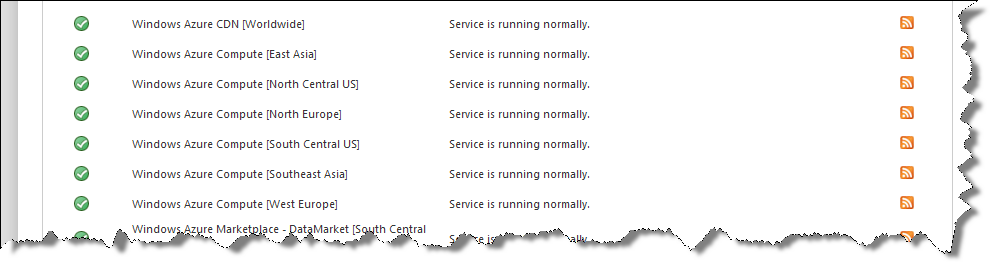 Windows Azure CDN [Worldwide] Service is running normally.
Windows Azure Compute [East Asia] Service is running normally.
Windows Azure Compute [North Central US] Service is running normally.
Windows Azure Compute [North Europe] Service is running normally.
Windows Azure Compute [South Central US] Service is running normally.
Windows Azure Compute [Southeast Asia] Service is running normally.
Windows Azure Compute [West Europe] Service is running normally.
Windows Azure Marketplace - DataMarket [South Central
Service is running normally.